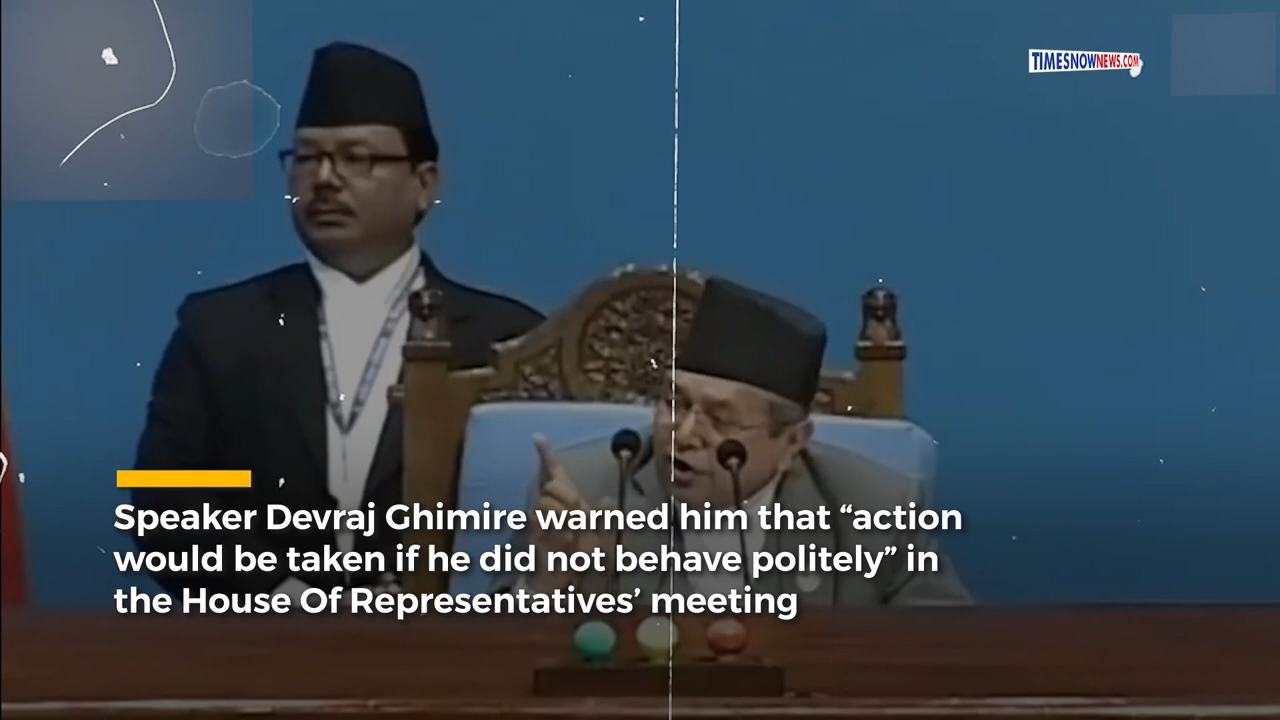 TIMESNOWNEWS.COM
Speaker Devraj Ghimire warned him that “action
would be taken if he did not behave politely” in
the House Of Representatives’ meeting